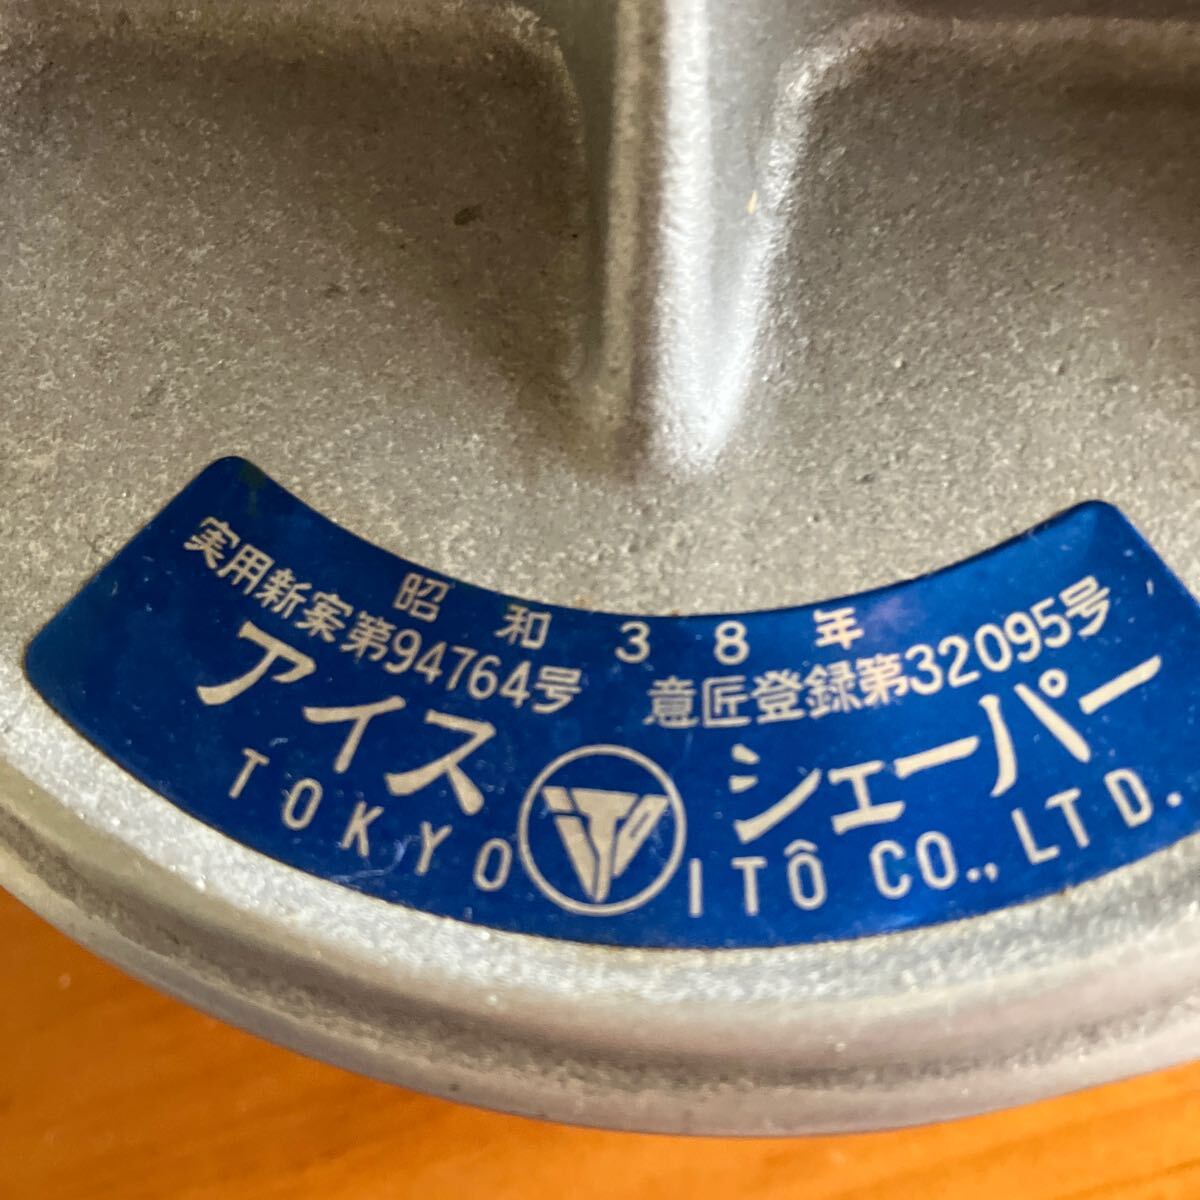 昭和38年
実用新案第94764号 意匠登録第32095号
アイス シェーパー
TOKYO ITO ITÔ CO., LTD.